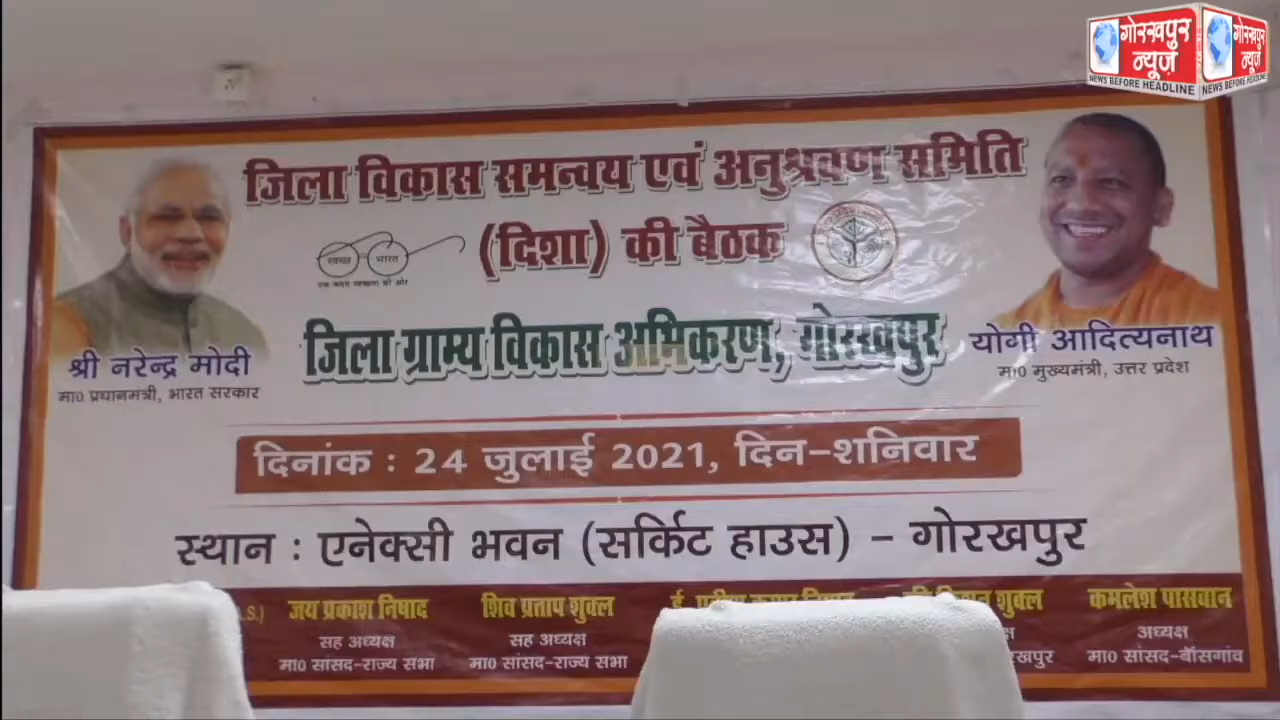 गोरखपुर न्यूज़
NEWS BEFORE HEADLINE
गोरखपुर न्यूज़
NEWS BEFORE HEADLINE
जिला विकास समन्वय एवं अनुश्रवण समिति
(दिशा) की बैठक
स्वच्छ भारत
एक कदम स्वच्छता की ओर
जिला ग्राम्य विकास अभिकरण, गोरखपुर
श्री नरेन्द्र मोदी
मा0 प्रधानमंत्री, भारत सरकार
योगी आदित्यनाथ
मा0 मुख्यमंत्री, उत्तर प्रदेश
दिनांक : 24 जुलाई 2021, दिन-शनिवार
स्थान : एनेक्सी भवन (सर्किट हाउस) - गोरखपुर
जय प्रकाश निषाद
सह अध्यक्ष
मा0 सांसद-राज्य सभा
शिव प्रताप शुक्ल
सह अध्यक्ष
मा0 सांसद-राज्य सभा
शुक्ल
कमलेश पासवान
अध्यक्ष
मा0 सांसद-बाँसगांव